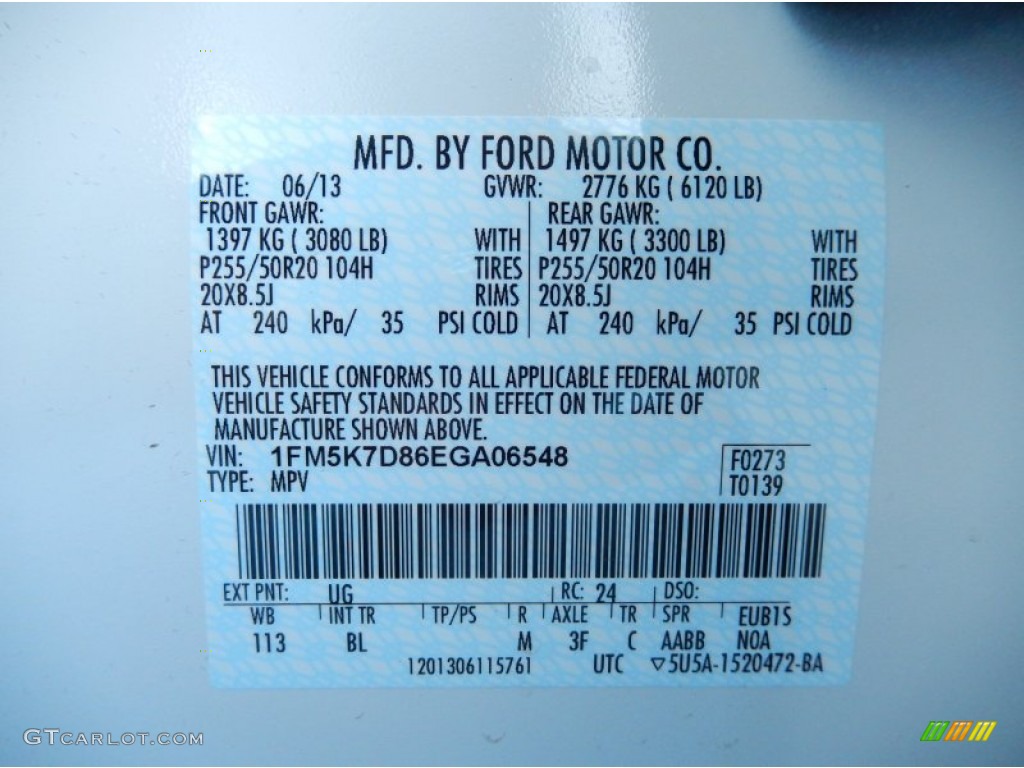 MFD. BY FORD MOTOR CO.
DATE: 06/13 GVWR: 2776 KG ( 6120 LB)
FRONT GAWR: REAR GAWR:
1397 KG ( 3080 LB) WITH 1497 KG ( 3300 LB) WITH
P255/50R20 104H TIRES P255/50R20 104H TIRES
20X8.5J RIMS 20X8.5J RIMS
AT 240 kPa/ 35 PSI COLD AT 240 kPa/ 35 PSI COLD
THIS VEHICLE CONFORMS TO ALL APPLICABLE FEDERAL MOTOR
VEHICLE SAFETY STANDARDS IN EFFECT ON THE DATE OF
MANUFACTURE SHOWN ABOVE.
VIN: 1FM5K7D86EGA06548 F0273
TYPE: MPV T0139
EXT PNT: UG RC: 24 DSO:
WB INT TR TP/PS R AXLE TR SPR EUB1S
113 BL M 3F C AABB NOA
1201306115761 UTC ▽5U5A-1520472-BA
GTCARLOT.COM